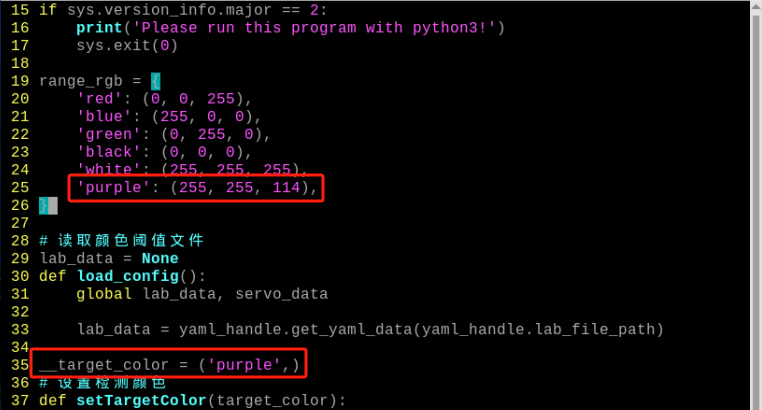 15 if sys.version_info.major == 2:
16     print('Please run this program with python3!')
17     sys.exit(0)
18
19 range_rgb = {
20     'red': (0, 0, 255),
21     'blue': (255, 0, 0),
22     'green': (0, 255, 0),
23     'black': (0, 0, 0),
24     'white': (255, 255, 255),
25     'purple': (255, 255, 114),
26 }
27
28 # 读取颜色阈值文件
29 lab_data = None
30 def load_config():
31     global lab_data, servo_data
32
33     lab_data = yaml_handle.get_yaml_data(yaml_handle.lab_file_path)
34
35 __target_color = ('purple',)
36 # 设置检测颜色
37 def setTargetColor(target_color):